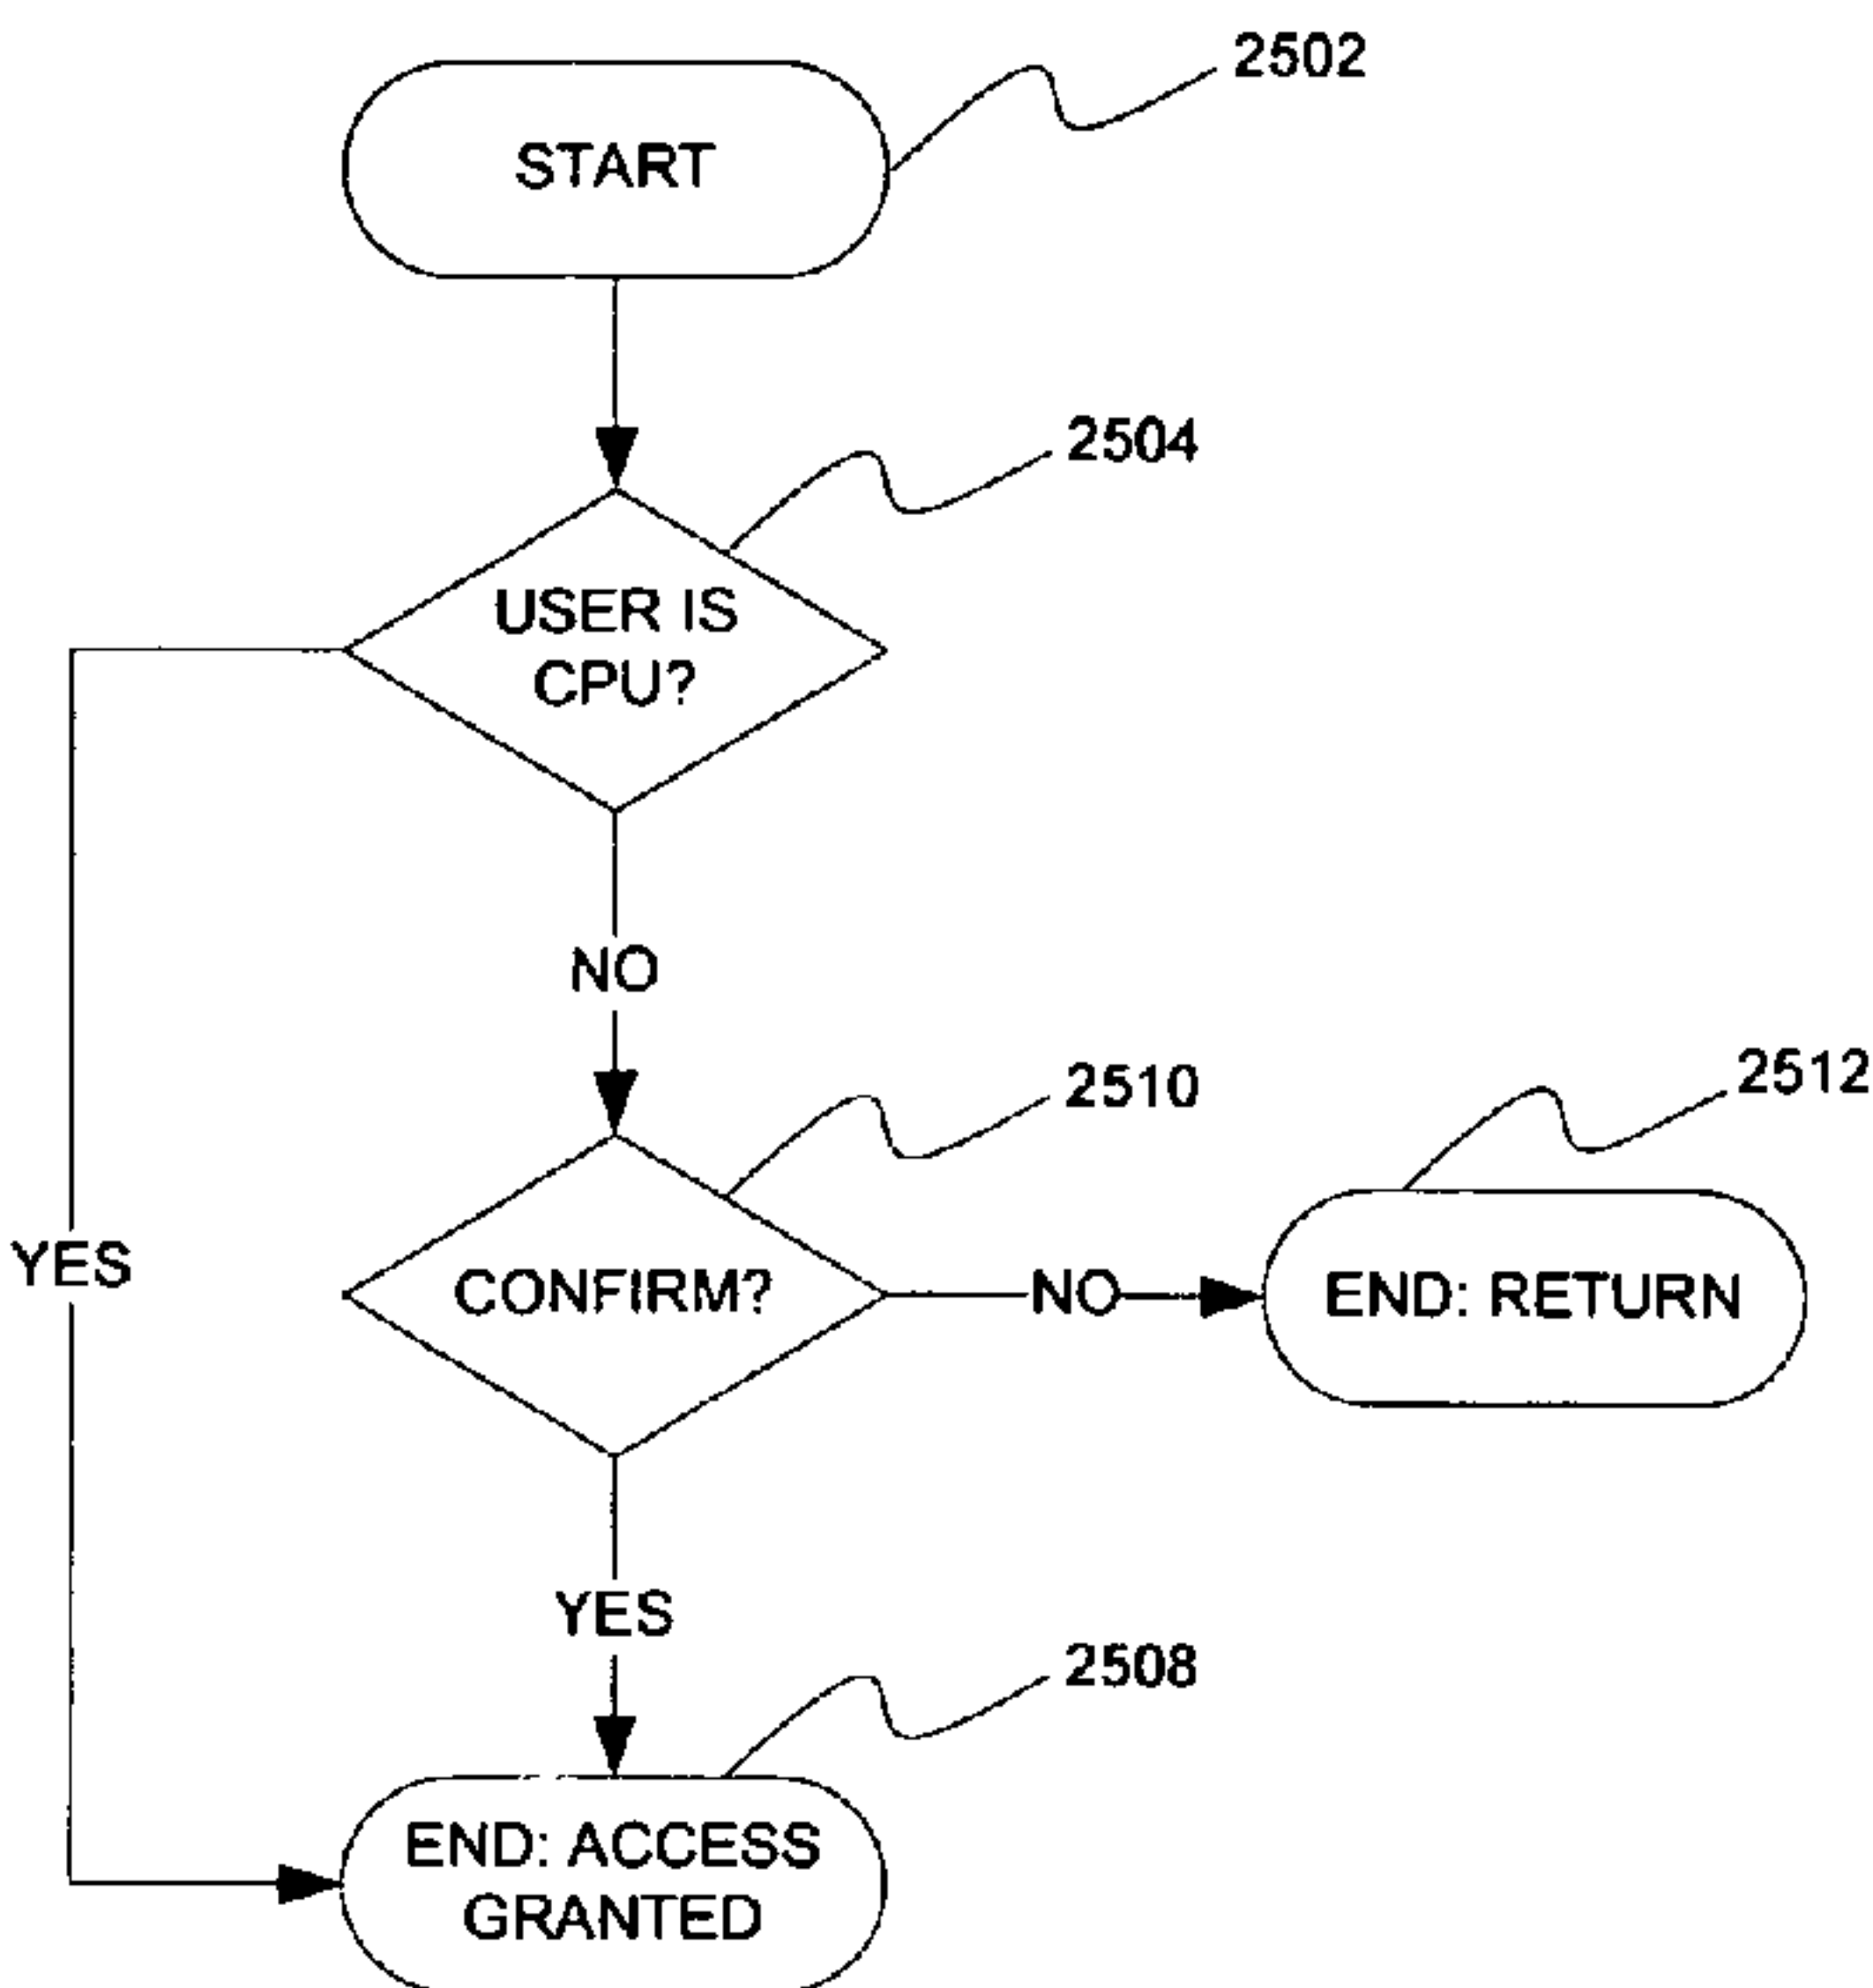 2502
START
2504
USER IS
CPU?
NO
2510
2512
YES
CONFIRM?
NO
END: RETURN
YES
2508
END: ACCESS
GRANTED